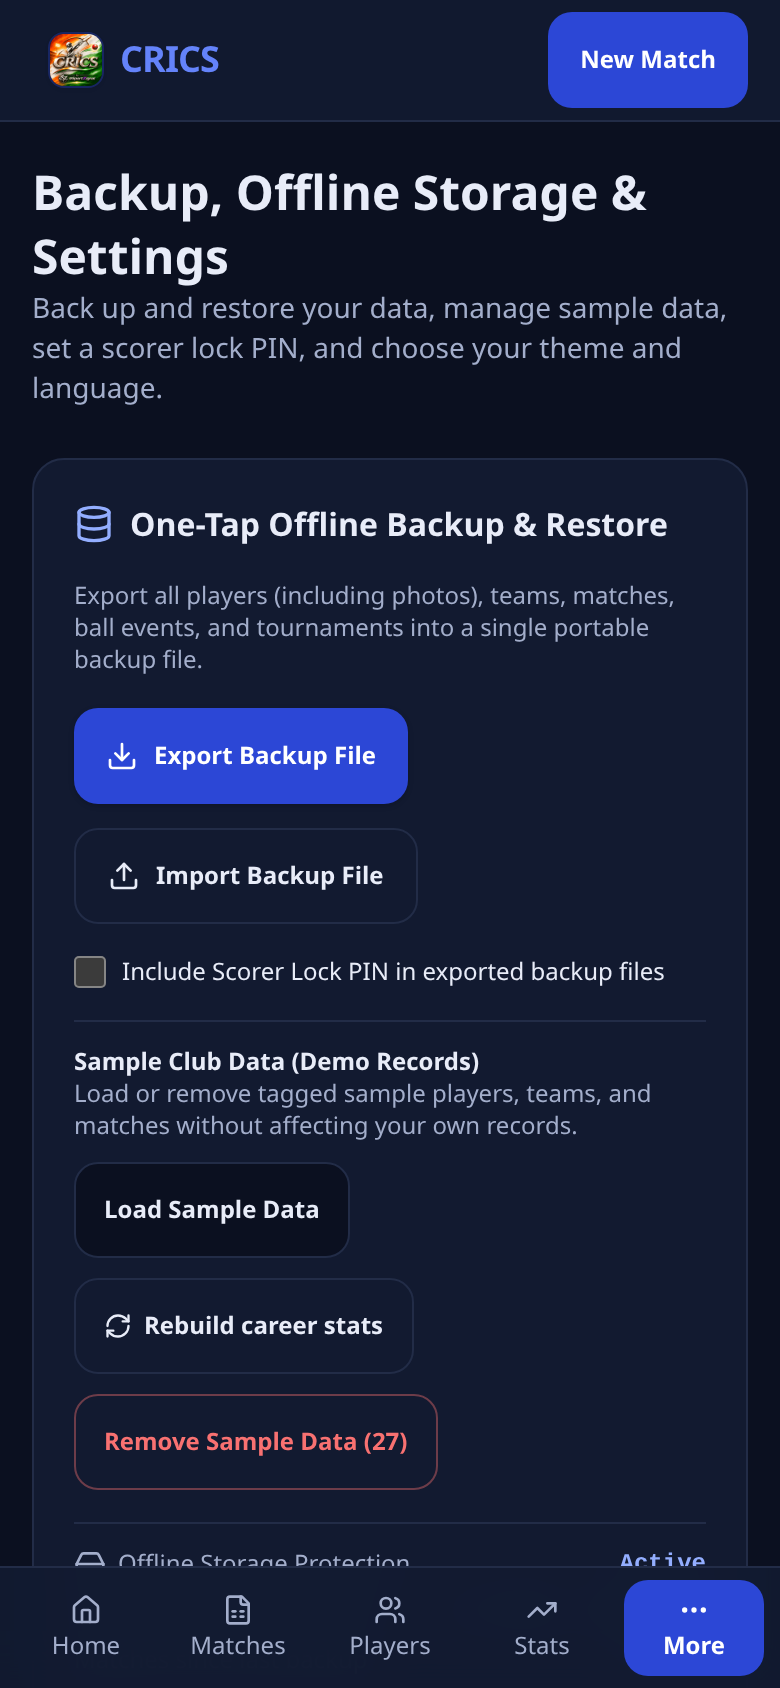 CRICS
CRICS
New Match
Backup, Offline Storage &
Settings
Back up and restore your data, manage sample data,
set a scorer lock PIN, and choose your theme and
language.
One-Tap Offline Backup & Restore
Export all players (including photos), teams, matches,
ball events, and tournaments into a single portable
backup file.
Export Backup File
Import Backup File
Include Scorer Lock PIN in exported backup files
Sample Club Data (Demo Records)
Load or remove tagged sample players, teams, and
matches without affecting your own records.
Load Sample Data
Rebuild career stats
Remove Sample Data (27)
Offline Storage Protection Active
Home Matches Players Stats More